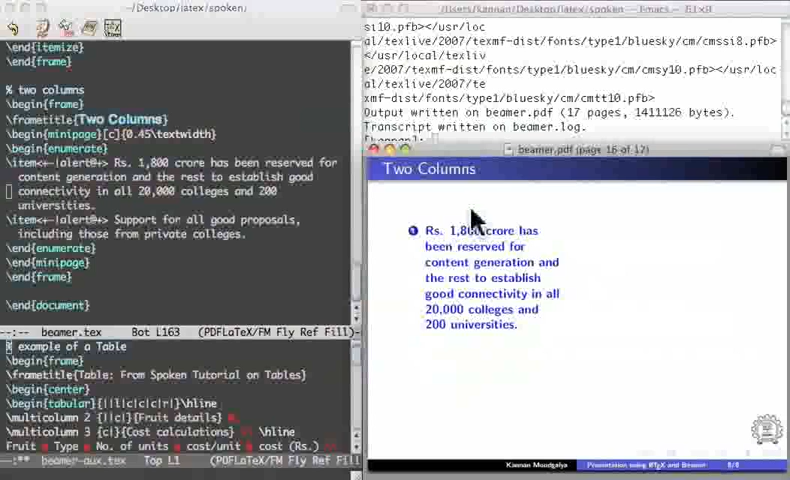 ~/Desktop/latex/spoken/
\end{itemize}
\end{frame}
% two columns
\begin{frame}
\frametitle{Two Columns}
\begin{minipage}[c]{0.45\textwidth}
\begin{enumerate}
\item<+-|alert@+> Rs. 1,800 crore has been reserved for
content generation and the rest to establish good
connectivity in all 20,000 colleges and 200
universities.
\item<+-|alert@+> Support for all good proposals,
including those from private colleges.
\end{enumerate}
\end{minipage}
\end{frame}
\end{document}
--:-- beamer.tex Bot L163 (PDFLaTeX/FM Fly Ref Fill)
% example of a Table
\begin{frame}
\frametitle{Table: From Spoken Tutorial on Tables}
\begin{center}
\begin{tabular}{||l|c|c|c|r|}\hline
\multicolumn 2 {||c|}{Fruit details}
\multicolumn 3 {c|}{Cost calculations} \hline
Fruit & Type & No. of units & cost/unit & cost (Rs.)
-:** beamer-aux.tex Top L1 (PDFLaTeX/FM Fly Ref Fill)
si10.pfb></usr/loc
al/texlive/2007/texmf-dist/fonts/type1/bluesky/cm/cmssi8.pfb>
</usr/local/texliv
e/2007/texmf-dist/fonts/type1/bluesky/cm/cmsy10.pfb></usr/loc
al/texlive/2007/te
xmf-dist/fonts/type1/bluesky/cm/cmtt10.pfb>
Output written on beamer.pdf (17 pages, 1411126 bytes).
Transcript written on beamer.log.
beamer.pdf (page 16 of 17)
Two Columns
1 Rs. 1,800 crore has
been reserved for
content generation and
the rest to establish
good connectivity in all
20,000 colleges and
200 universities.
Kannan Moudgalya Presentation using LaTeX and Beamer 8/8